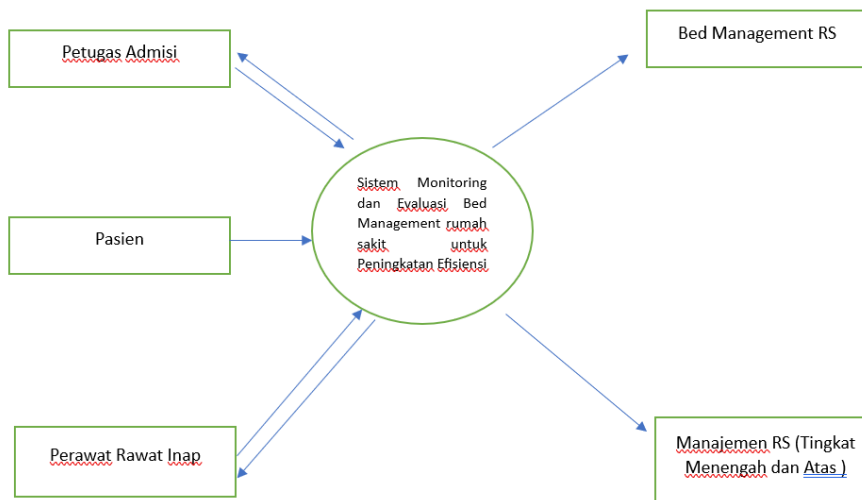 Petugas Admisi
Bed Management RS
Sistem Monitoring
dan Evaluasi Bed
Management rumah
sakit untuk
Peningkatan Efisiensi
Pasien
Perawat Rawat Inap
Manajemen RS (Tingkat
Menengah dan Atas )